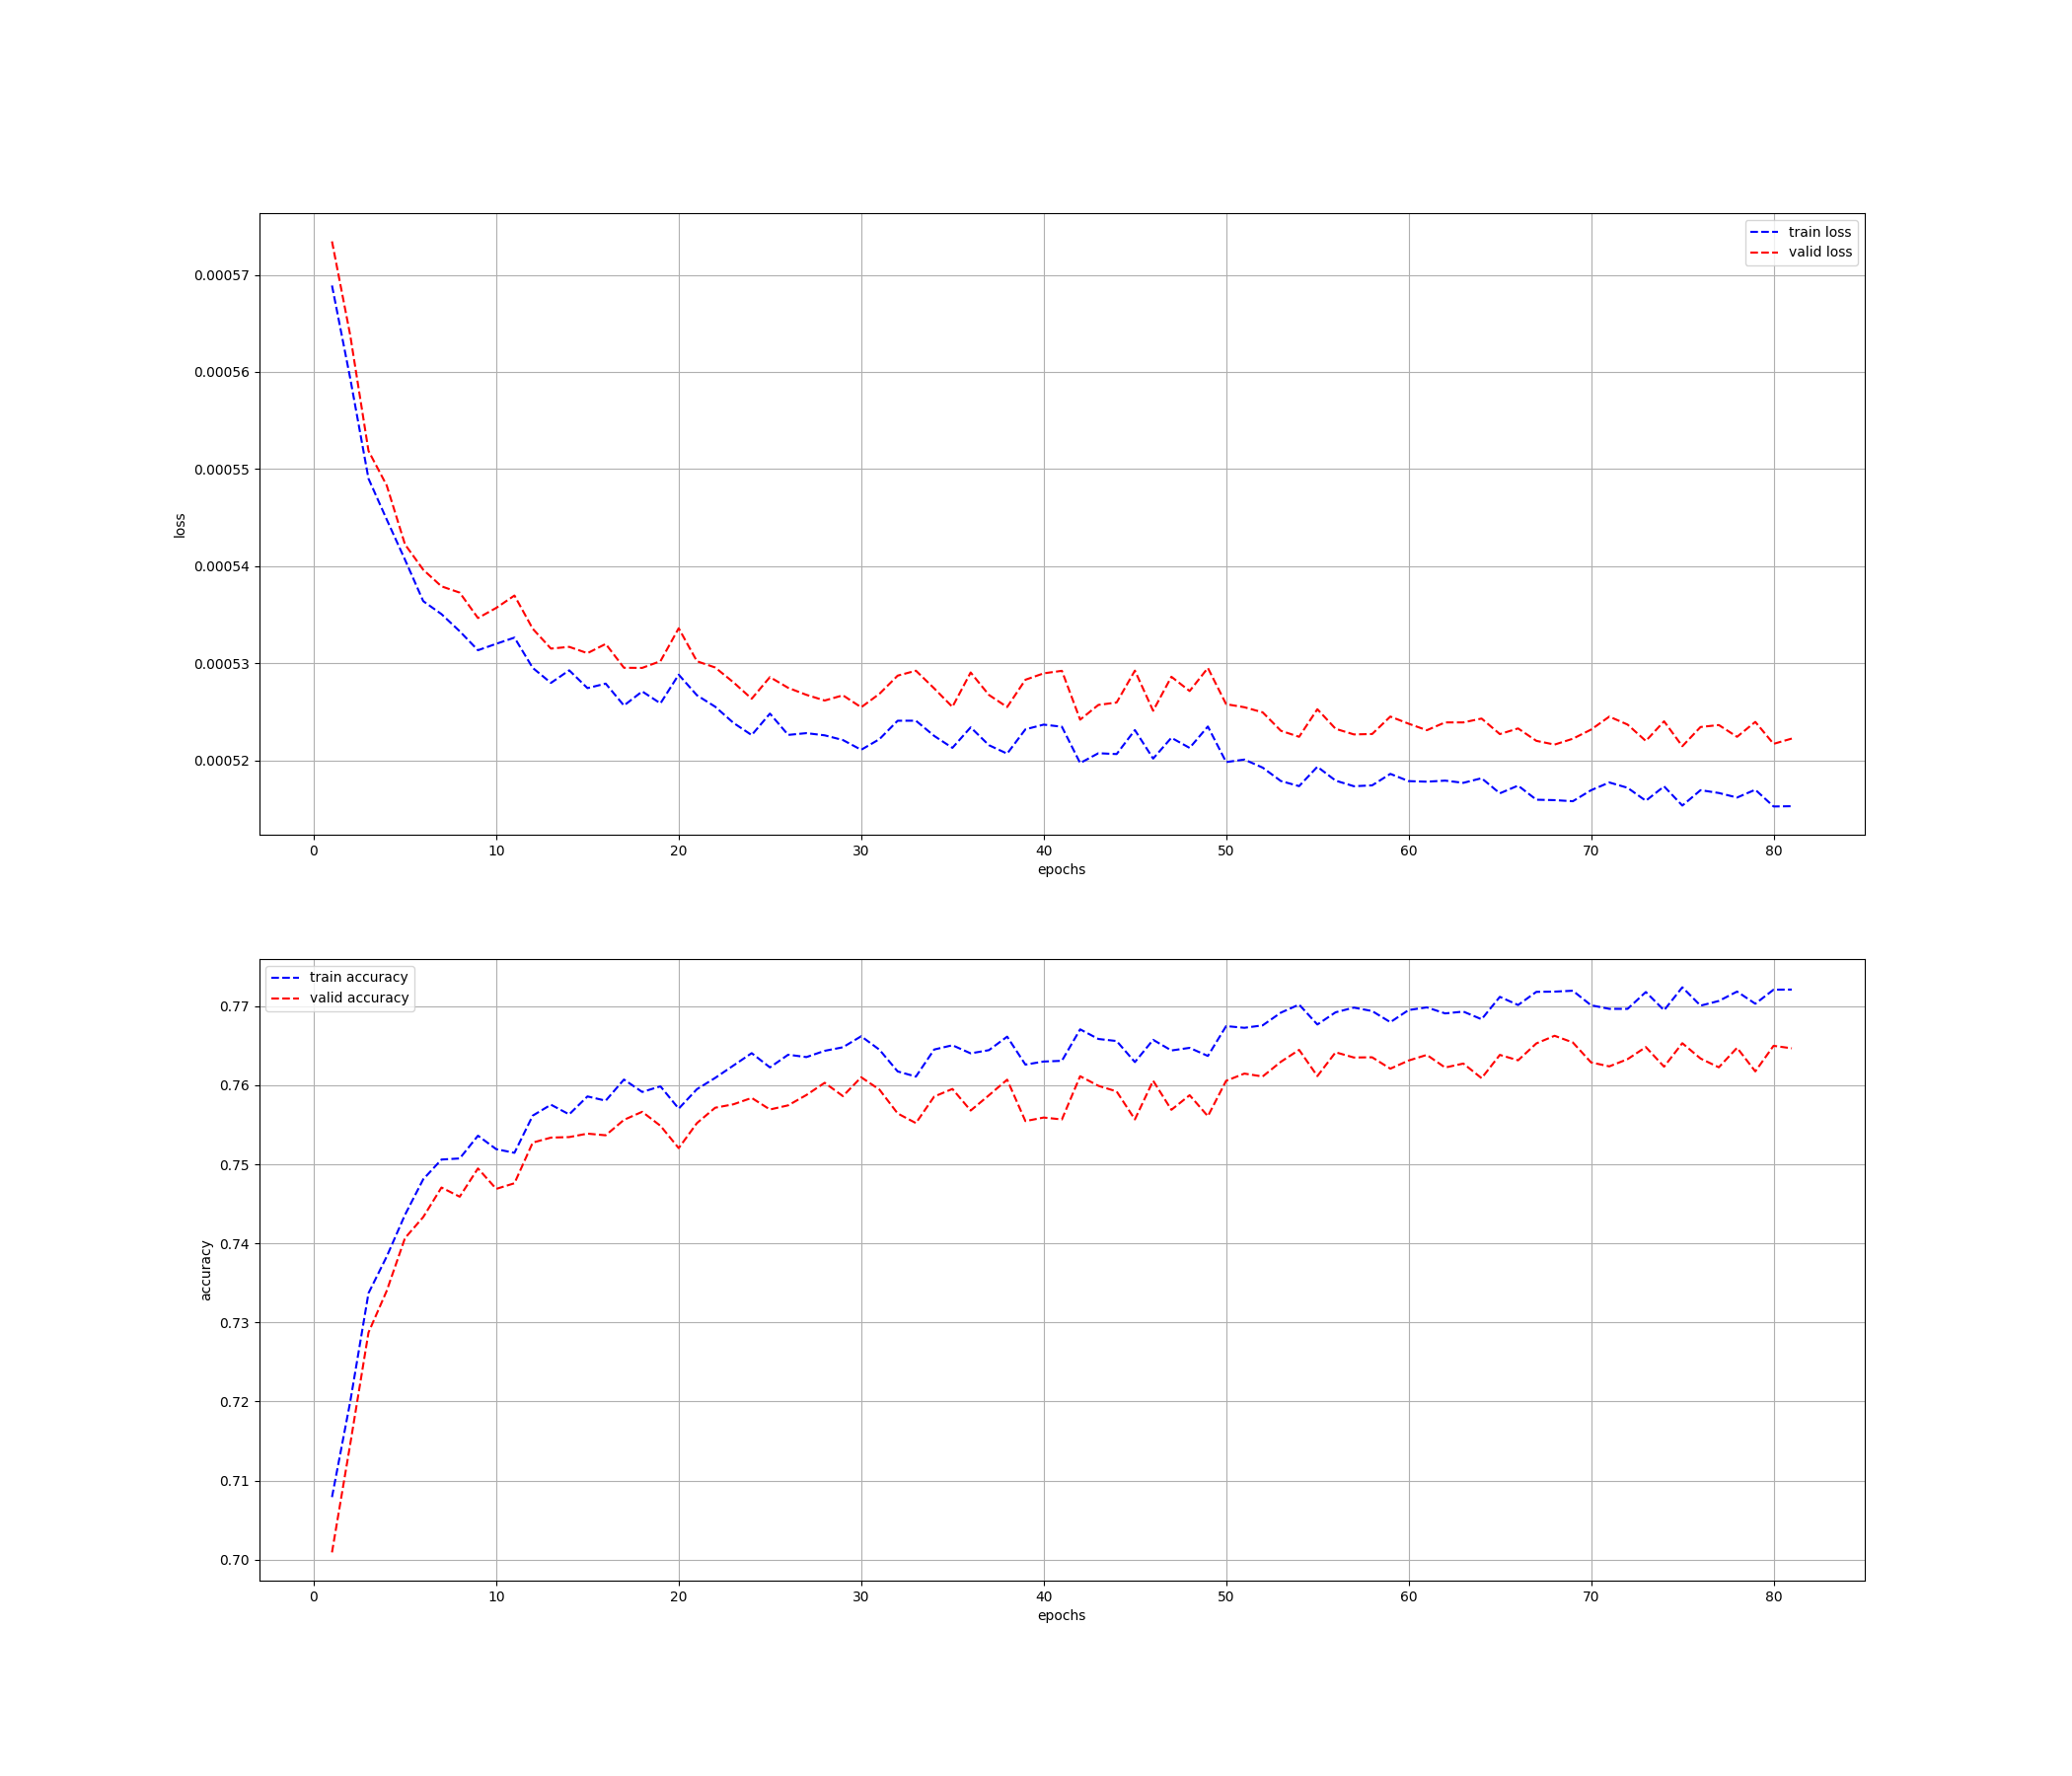 train loss
valid loss
0.00057
0.00056
0.00055
0.00054
0.00053
0.00052
loss
0 10 20 30 40 50 60 70 80
epochs
train accuracy
valid accuracy
0.77
0.76
0.75
0.74
0.73
0.72
0.71
0.70
accuracy
0 10 20 30 40 50 60 70 80
epochs